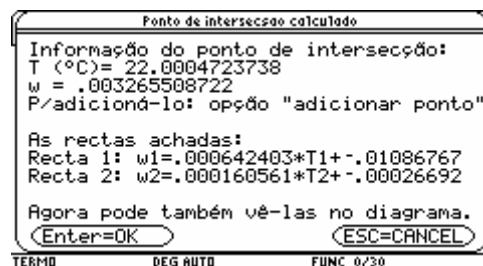 Ponto de intersecsao calculado
Informação do ponto de intersecção:
T (°C)= 22.0004723738
w = .003265508722
P/adicioná-lo: opção "adicionar ponto"
As rectas achadas:
Recta 1: w1=.000642403*T1+-.01086767
Recta 2: w2=.000160561*T2+-.00026692
Agora pode também vê-las no diagrama.
Enter=OK ESC=CANCEL
TERMO DEG AUTO FUNC 0/30